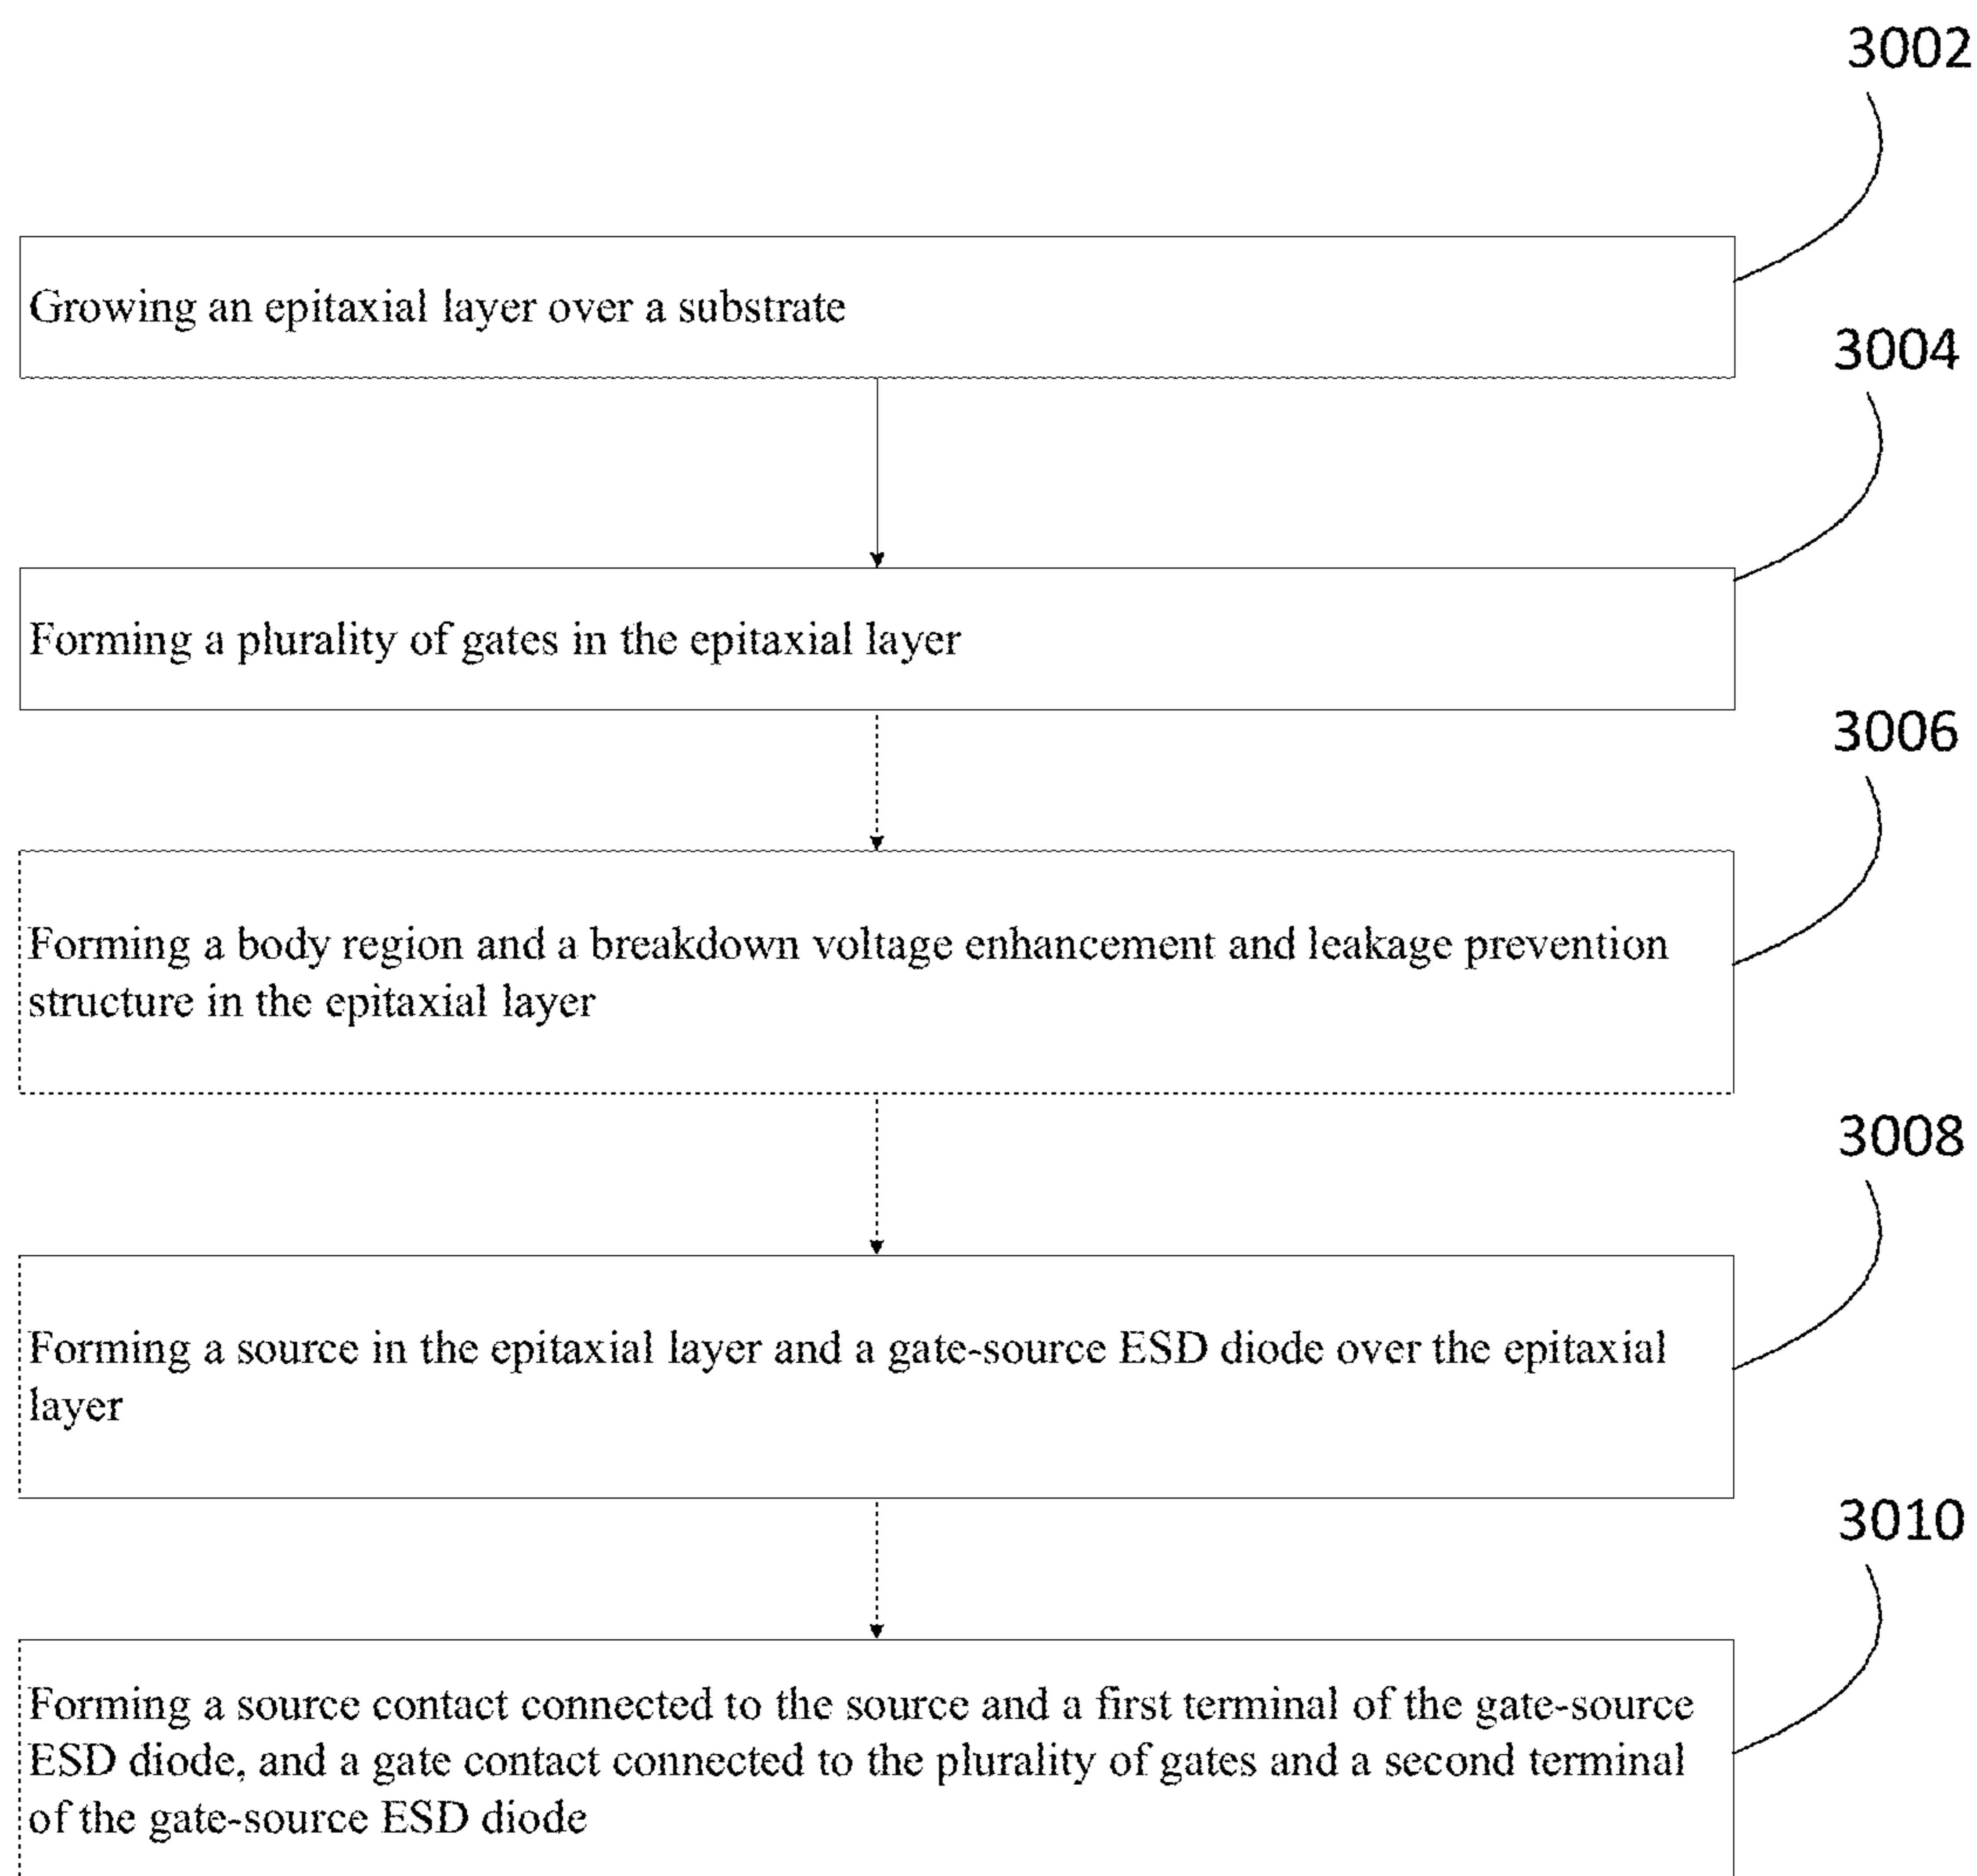 3002
Growing an epitaxial layer over a substrate
3004
Forming a plurality of gates in the epitaxial layer
3006
Forming a body region and a breakdown voltage enhancement and leakage prevention
structure in the epitaxial layer
3008
Forming a source in the epitaxial layer and a gate-source ESD diode over the epitaxial
layer
3010
Forming a source contact connected to the source and a first terminal of the gate-source
ESD diode, and a gate contact connected to the plurality of gates and a second terminal
of the gate-source ESD diode